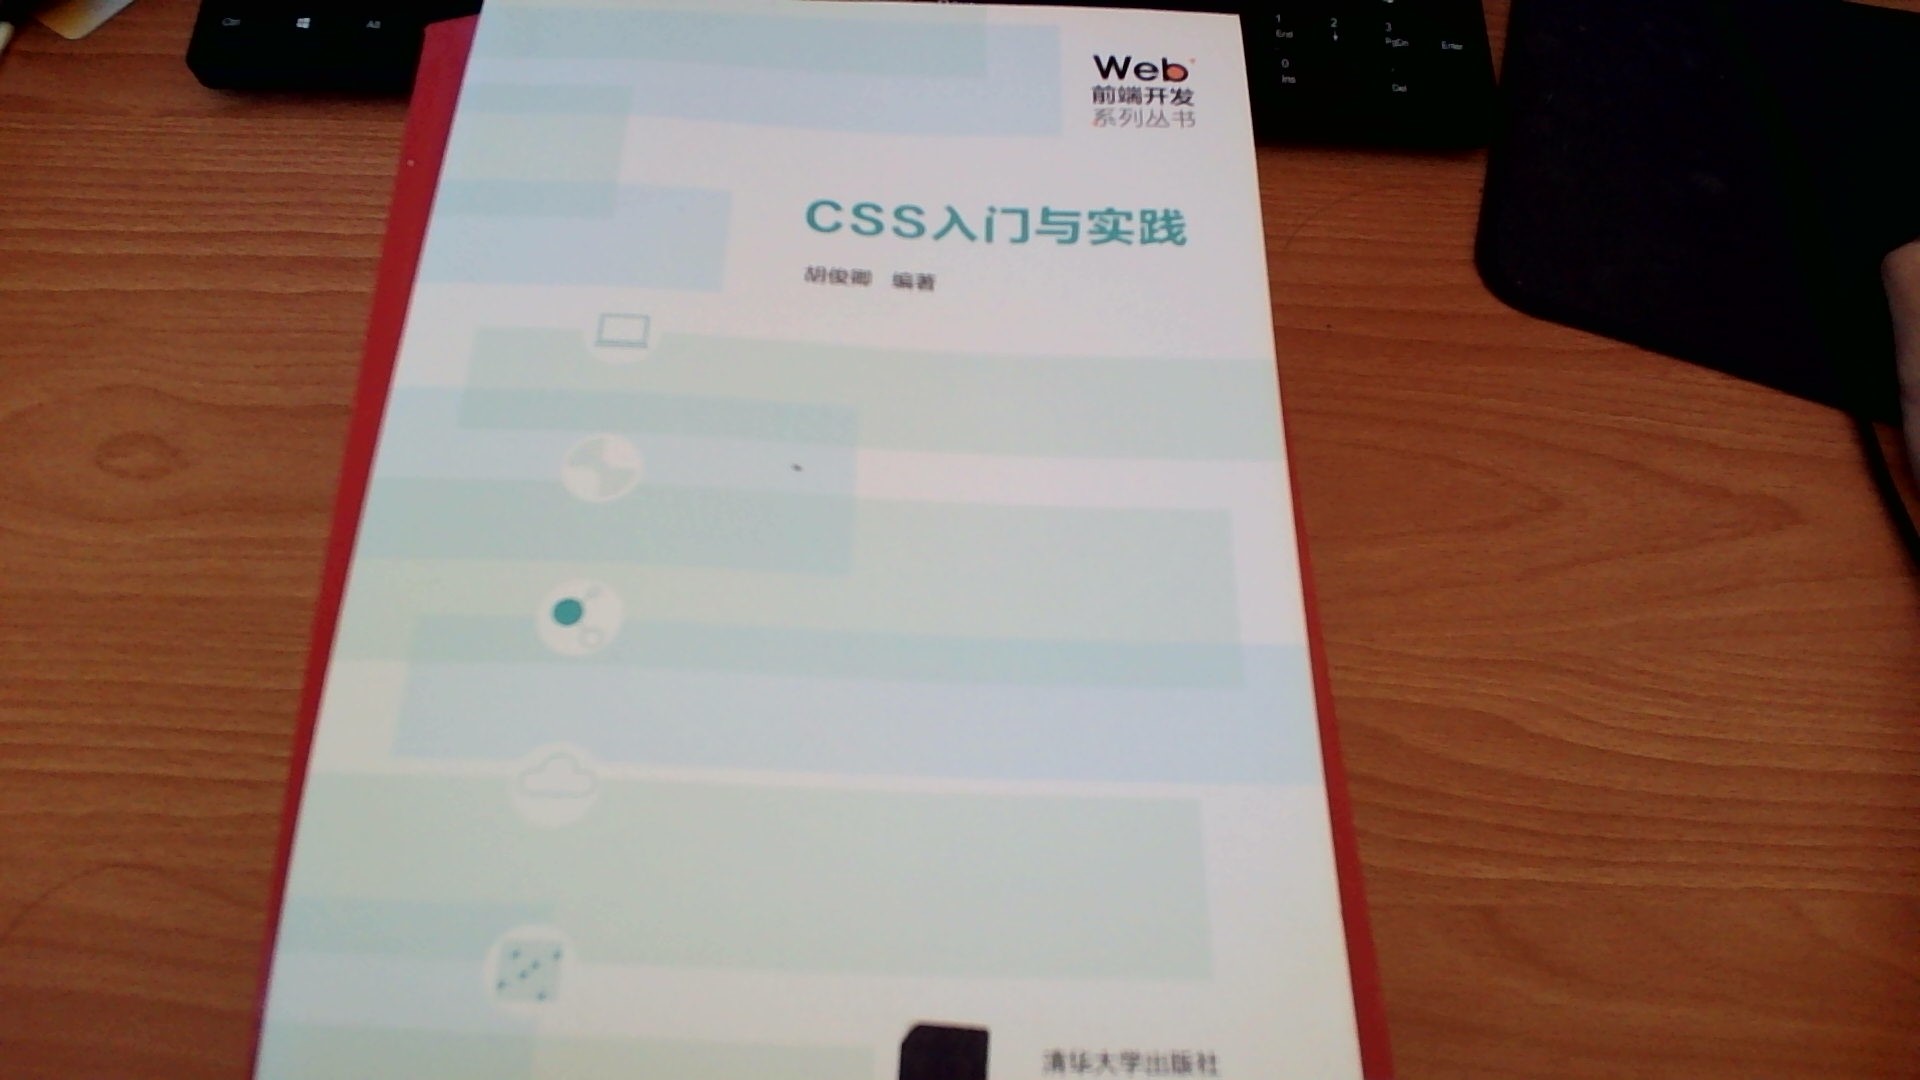 Ctrl
Alt
1
End
2
3
PgDn
Enter
0
Ins
Del
Web
前端开发
系列丛书
CSS入门与实践
胡俊卿 编著
清华大学出版社